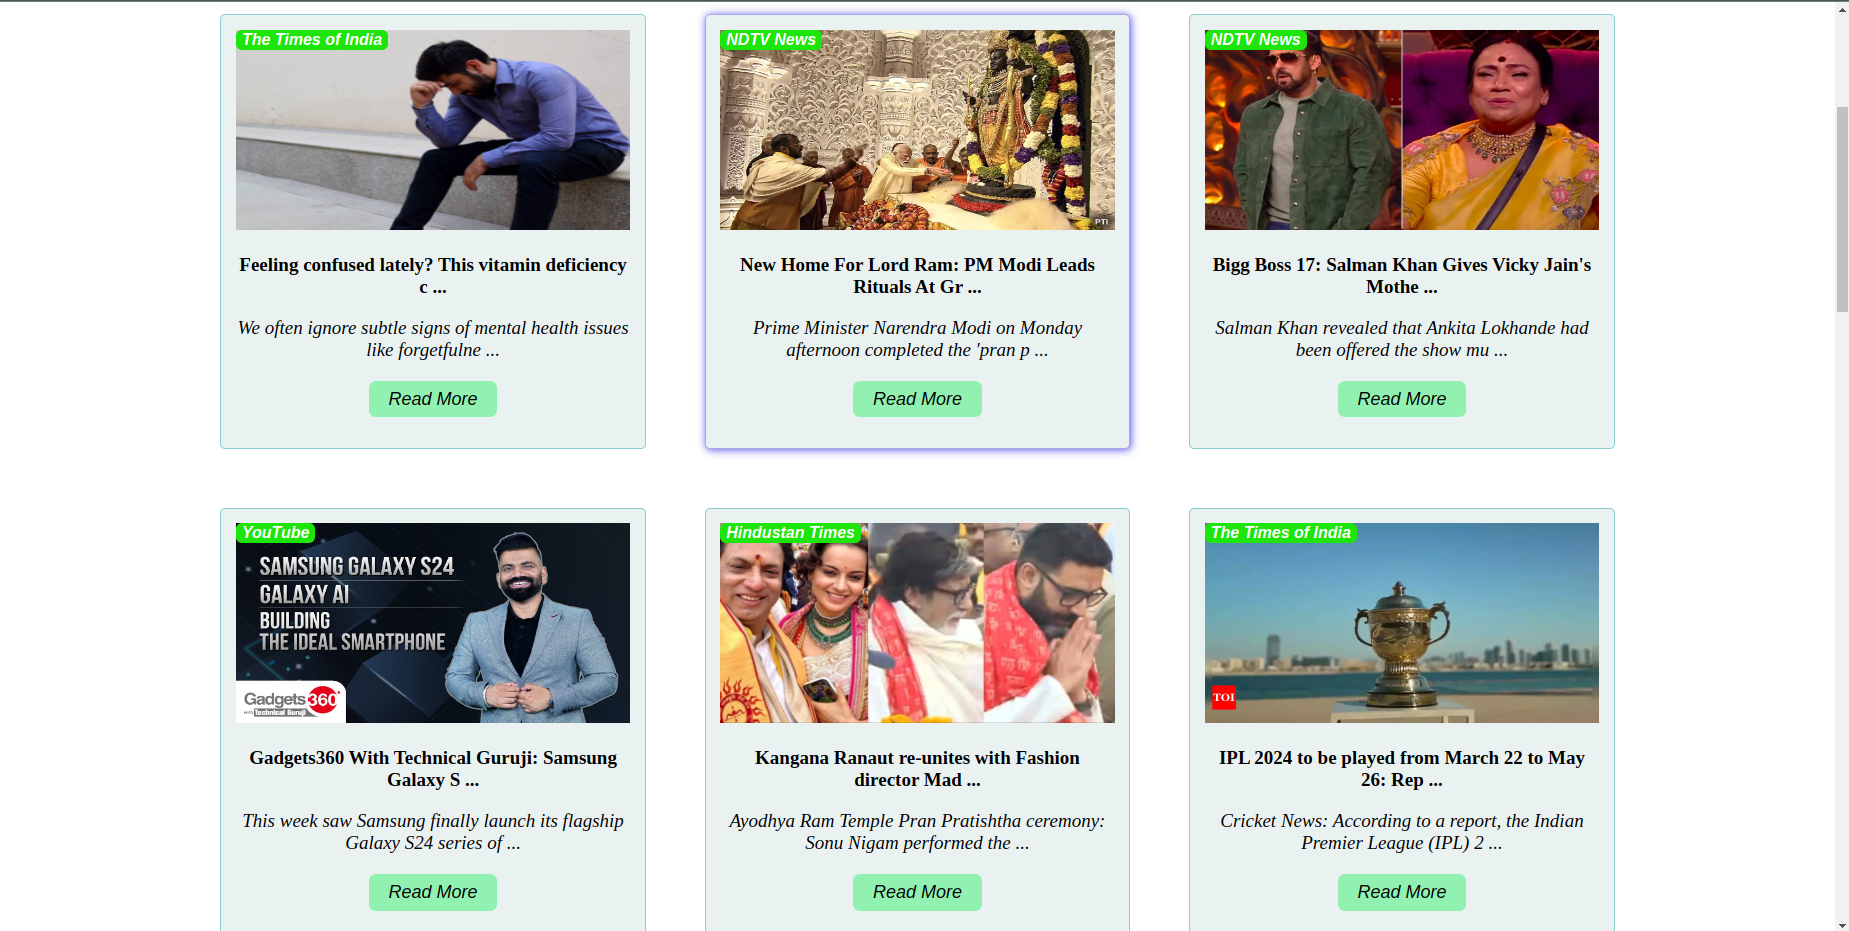 The Times of India
Feeling confused lately? This vitamin deficiency
c ...
We often ignore subtle signs of mental health issues
like forgetfulne ...
Read More
NDTV News
PTI
New Home For Lord Ram: PM Modi Leads
Rituals At Gr ...
Prime Minister Narendra Modi on Monday
afternoon completed the 'pran p ...
Read More
NDTV News
Bigg Boss 17: Salman Khan Gives Vicky Jain's
Mothe ...
Salman Khan revealed that Ankita Lokhande had
been offered the show mu ...
Read More
YouTube
SAMSUNG GALAXY S24
GALAXY AI
BUILDING
THE IDEAL SMARTPHONE
Gadgets 360
with Technical Guruji
Gadgets360 With Technical Guruji: Samsung
Galaxy S ...
This week saw Samsung finally launch its flagship
Galaxy S24 series of ...
Read More
Hindustan Times
Kangana Ranaut re-unites with Fashion
director Mad ...
Ayodhya Ram Temple Pran Pratishtha ceremony:
Sonu Nigam performed the ...
Read More
The Times of India
TOI
IPL 2024 to be played from March 22 to May
26: Rep ...
Cricket News: According to a report, the Indian
Premier League (IPL) 2 ...
Read More